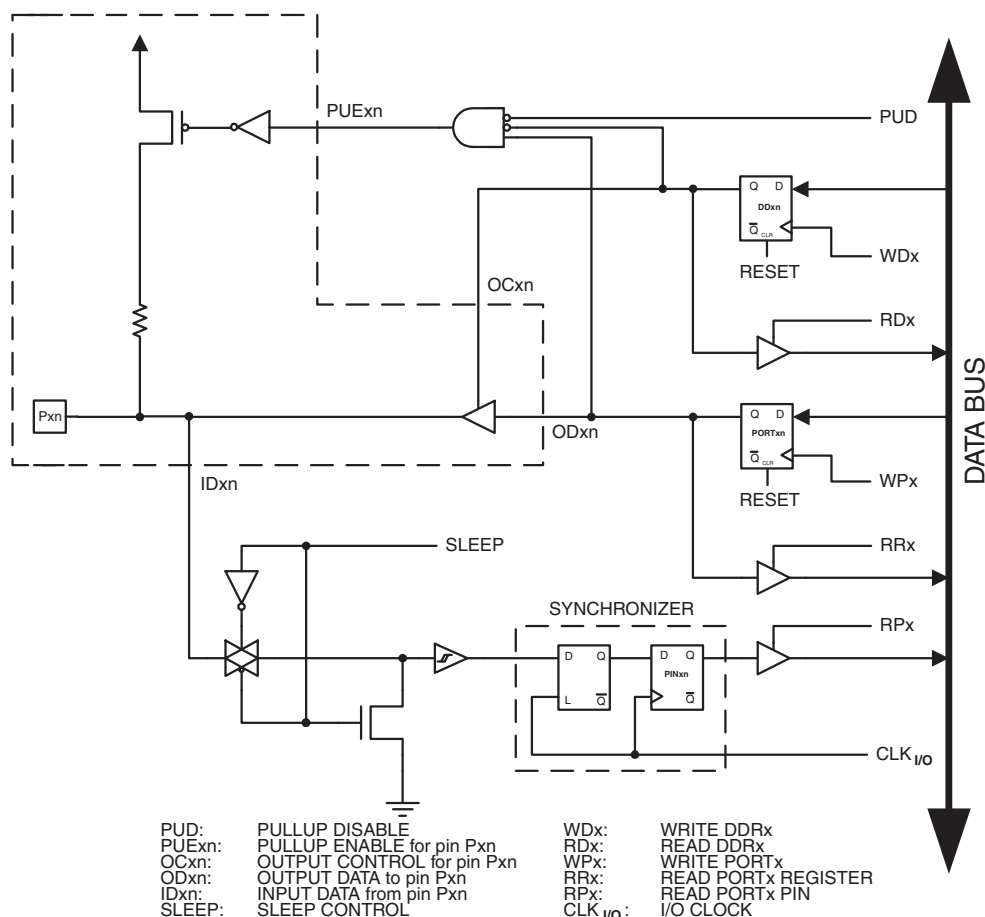 PUExn
PUD
Q D
DDxn
Q CLR
WDx
RESET
OCxn
RDx
Pxn
ODxn
Q D
PORTxn
Q CLR
WPx
RESET
IDxn
DATA BUS
SLEEP
RRx
SYNCHRONIZER
RPx
D Q
L Q
D Q
PINxn
Q
CLK I/O
PUD: PULLUP DISABLE
PUExn: PULLUP ENABLE for pin Pxn
OCxn: OUTPUT CONTROL for pin Pxn
ODxn: OUTPUT DATA to pin Pxn
IDxn: INPUT DATA from pin Pxn
SLEEP: SLEEP CONTROL
WDx: WRITE DDRx
RDx: READ DDRx
WPx: WRITE PORTx
RRx: READ PORTx REGISTER
RPx: READ PORTx PIN
CLK I/O: I/O CLOCK